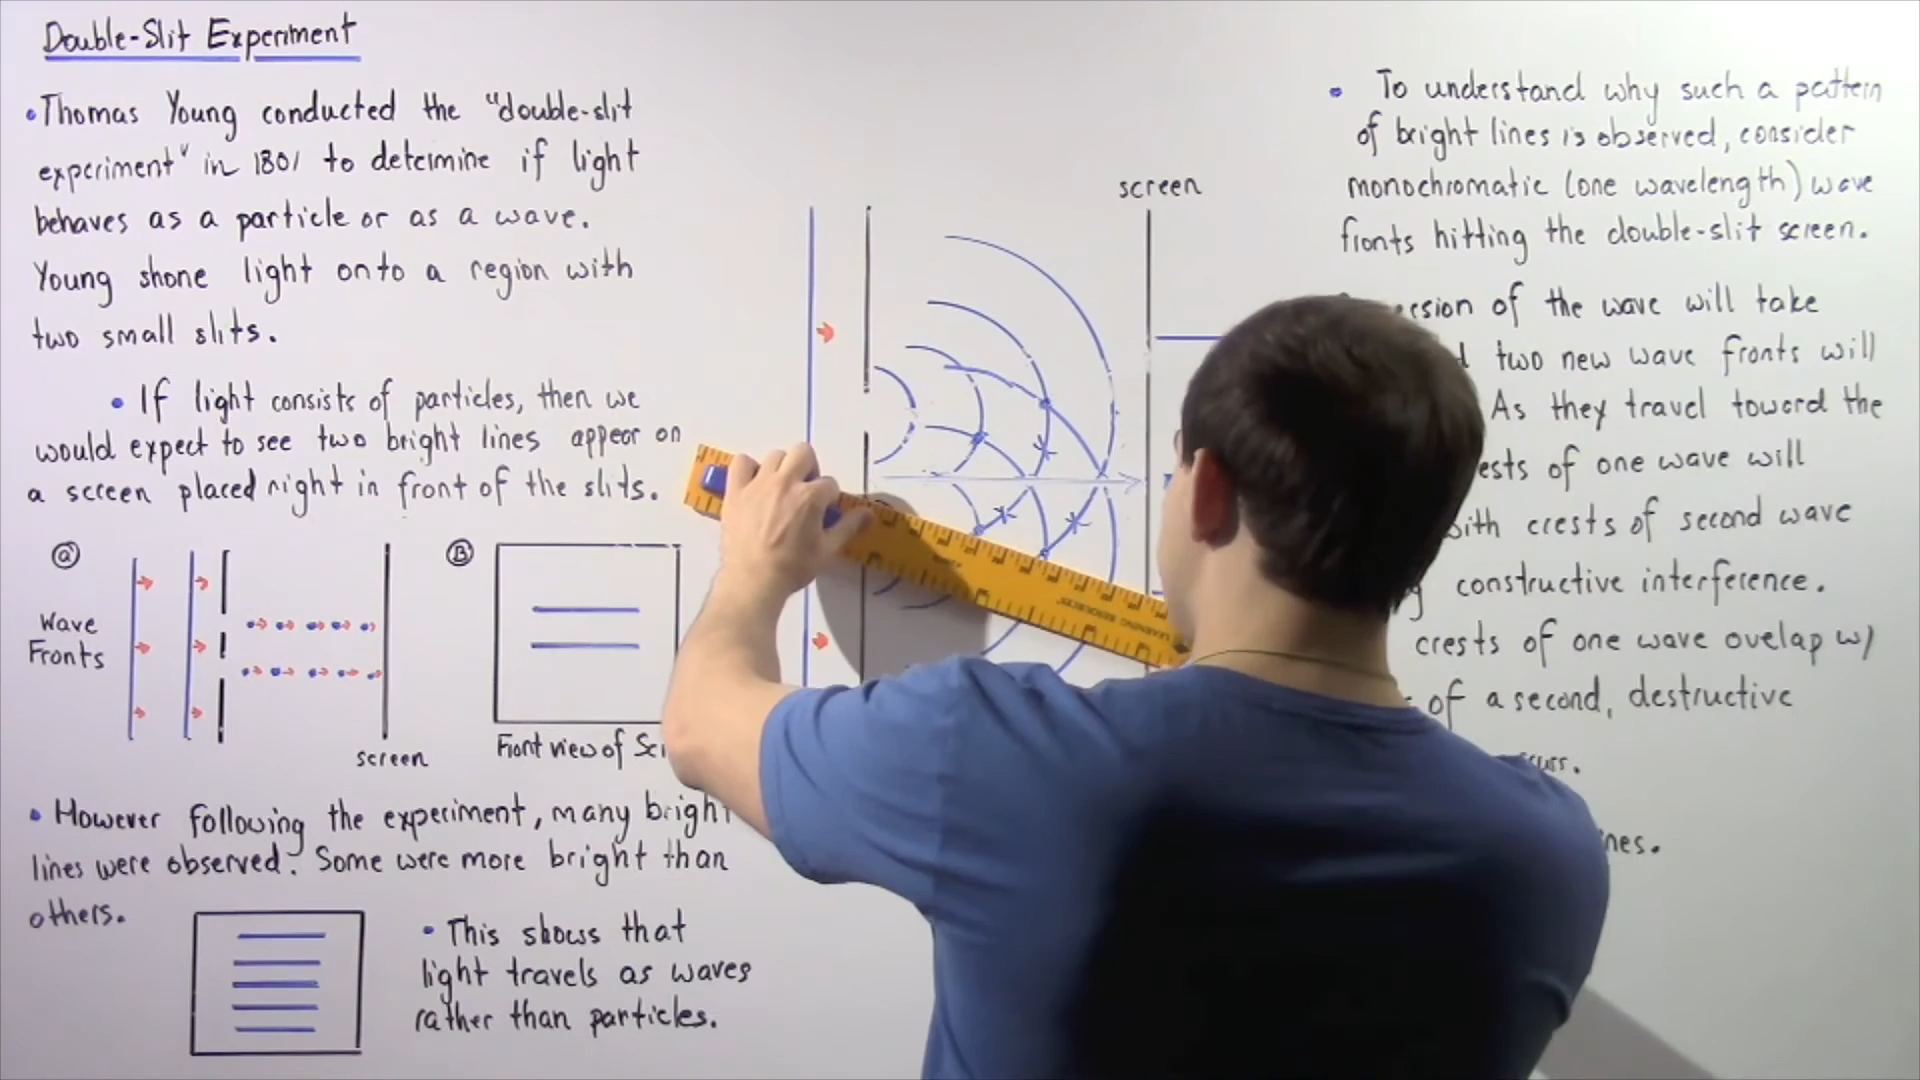 Double-Slit Experiment
• Thomas Young conducted the "double-slit
experiment" in 1801 to determine if light
behaves as a particle or as a wave.
Young shone light onto a region with
two small slits.
• If light consists of particles, then we
would expect to see two bright lines appear on
a screen placed right in front of the slits.
Ⓐ
Wave
Fronts
screen
Ⓑ
Front view of
• However following the experiment, many bright
lines were observed. Some were more bright than
others.
• This shows that
light travels as waves
rather than particles.
screen
LEARNING RESOURCES
• To understand why such a pattern
of bright lines is observed, consider
monochromatic (one wavelength) wave
fronts hitting the double-slit screen.
of the wave will take
two new wave fronts will
As they travel toward the
of one wave will
with crests of second wave
constructive interference.
crests of one wave ovelap w/
of a second, destructive